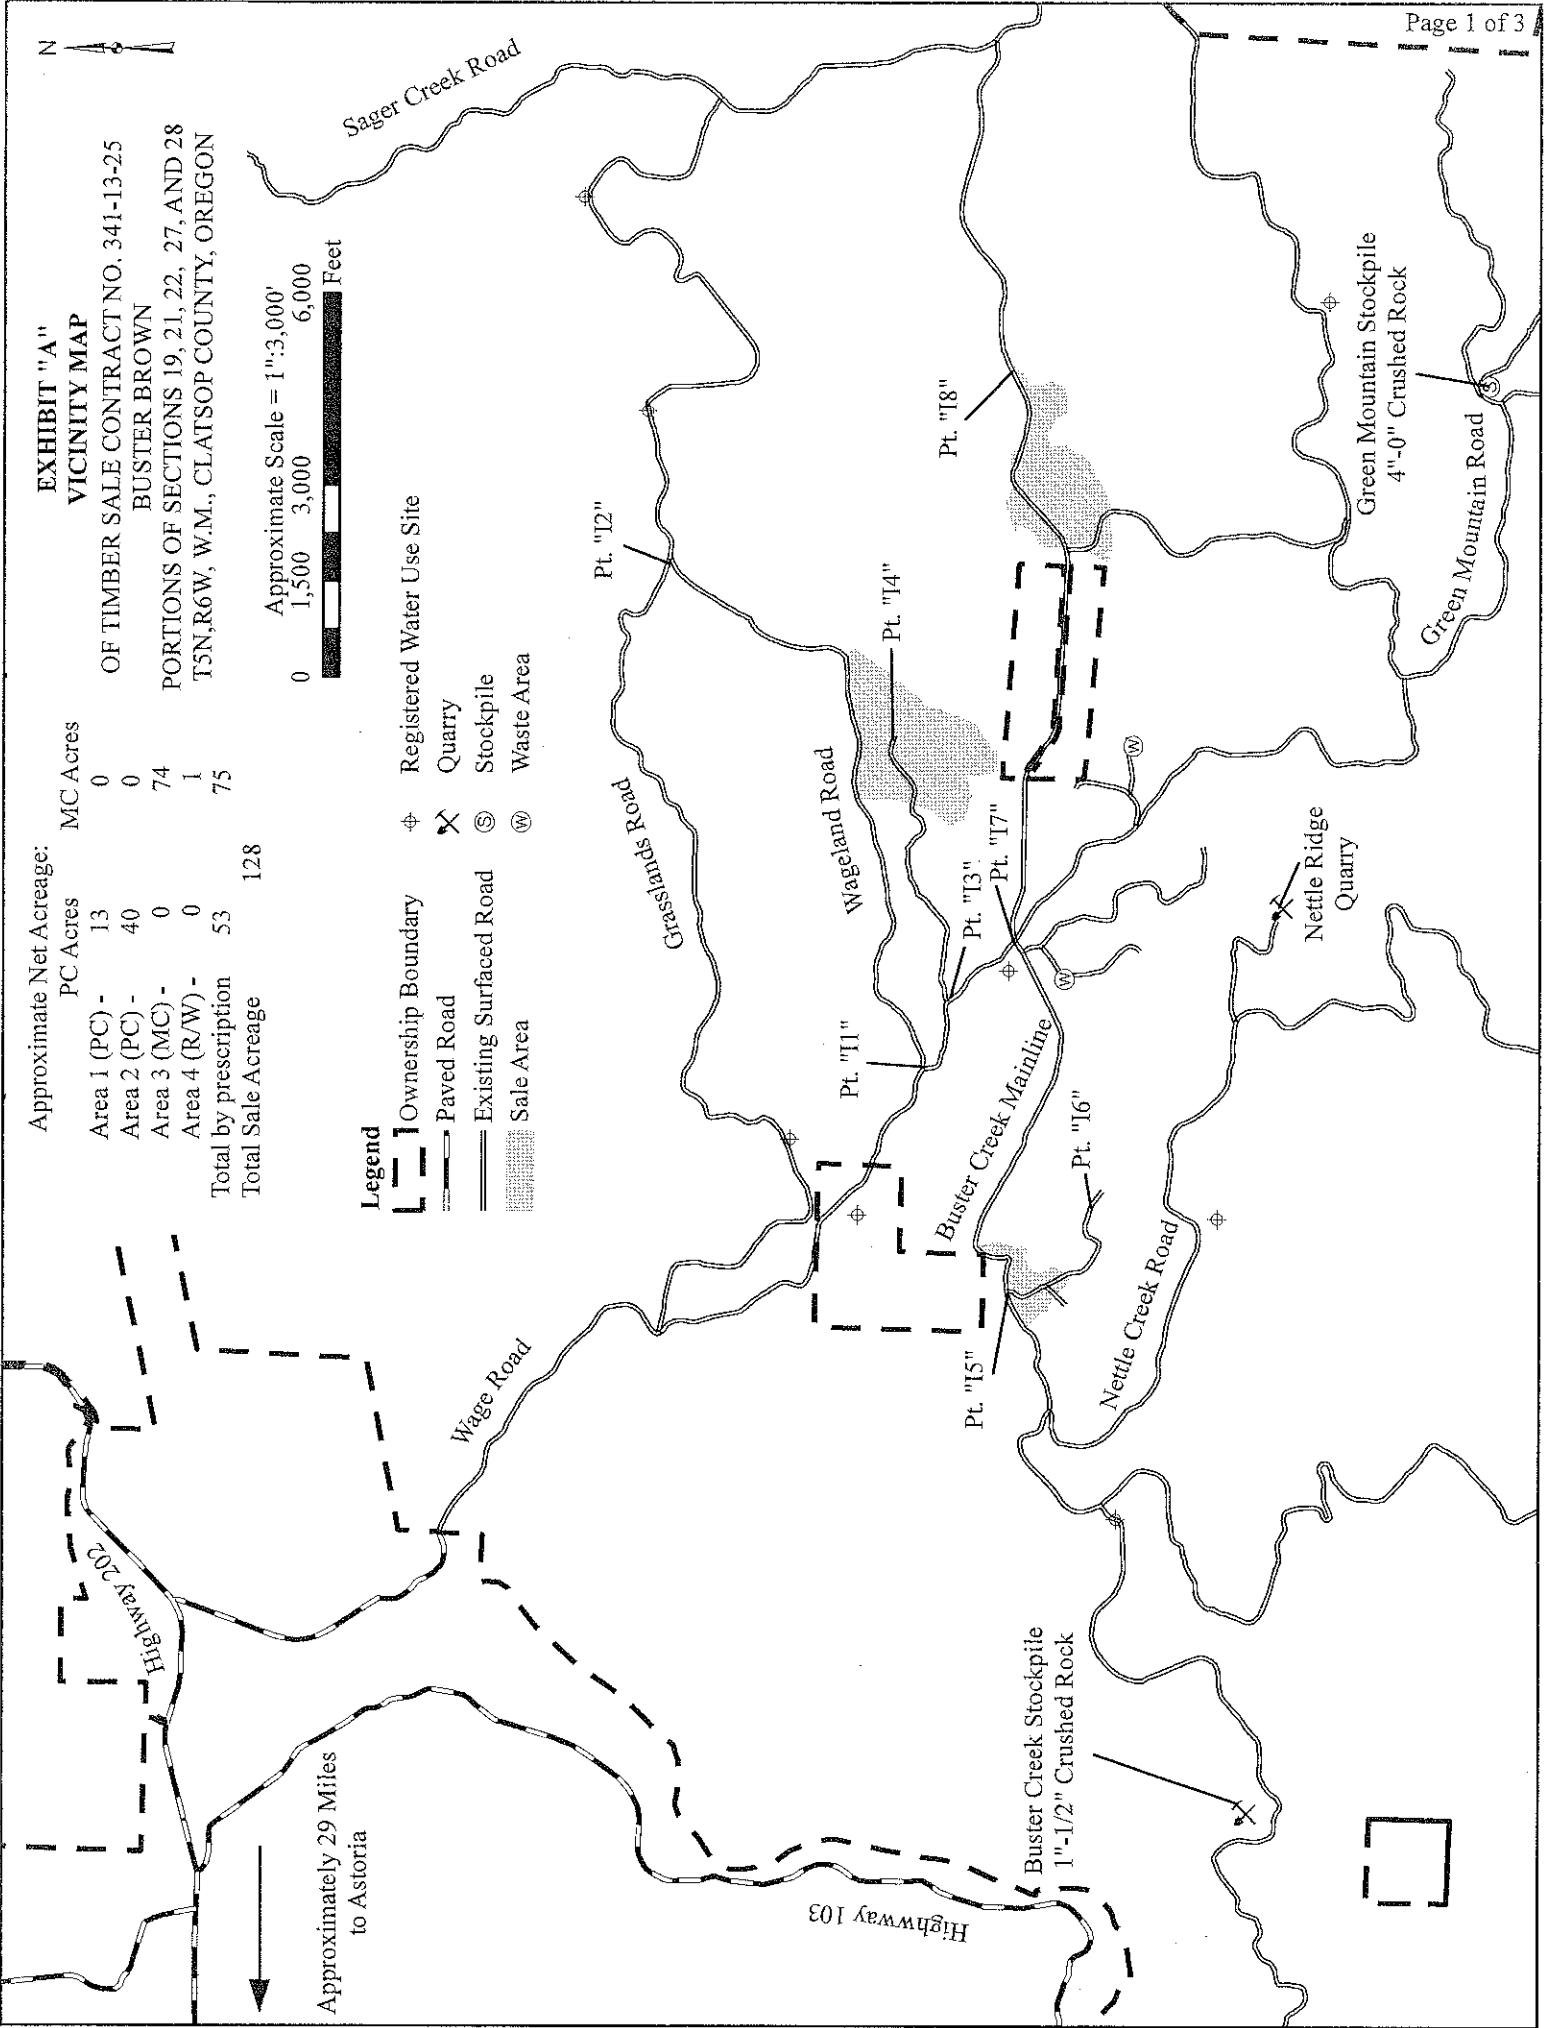 Page 1 of 3
N
EXHIBIT "A"
VICINITY MAP
OF TIMBER SALE CONTRACT NO. 341-13-25
BUSTER BROWN
PORTIONS OF SECTIONS 19, 21, 22, 27, AND 28
T5N,R6W, W.M., CLATSOP COUNTY, OREGON
Approximate Scale = 1":3,000'
0 1,500 3,000 6,000
Feet
Approximate Net Acreage:
PC Acres MC Acres
Area 1 (PC) - 13 0
Area 2 (PC) - 40 0
Area 3 (MC) - 0 74
Area 4 (R/W) - 0 1
Total by prescription 53 75
Total Sale Acreage 128
Legend
Ownership Boundary
Paved Road
Existing Surfaced Road
Sale Area
Registered Water Use Site
Quarry
S Stockpile
W Waste Area
Highway 202
Approximately 29 Miles
to Astoria
Highwway 103
Wage Road
Grasslands Road
Sager Creek Road
Wageland Road
Pt. "I2"
Pt. "I4"
Pt. "I1"
Pt. "I3"
Pt. "I7"
Pt. "I8"
Buster Creek Mainline
Pt. "I5"
Pt. "I6"
W
W
Nettle Creek Road
Nettle Ridge
Quarry
Buster Creek Stockpile
1"-1/2" Crushed Rock
Green Mountain Stockpile
4"-0" Crushed Rock
S
Green Mountain Road